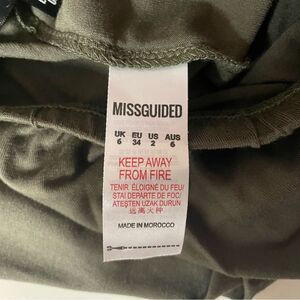 MISSGUIDED
UK EU US AUS
6 34 2 6
KEEP AWAY
FROM FIRE
TENIR ÉLOIGNÉ DU FEU/
STAI DEPARTE DE FOC/
ATEŞTEN UZAK DURUN
远离火种
MADE IN MOROCCO